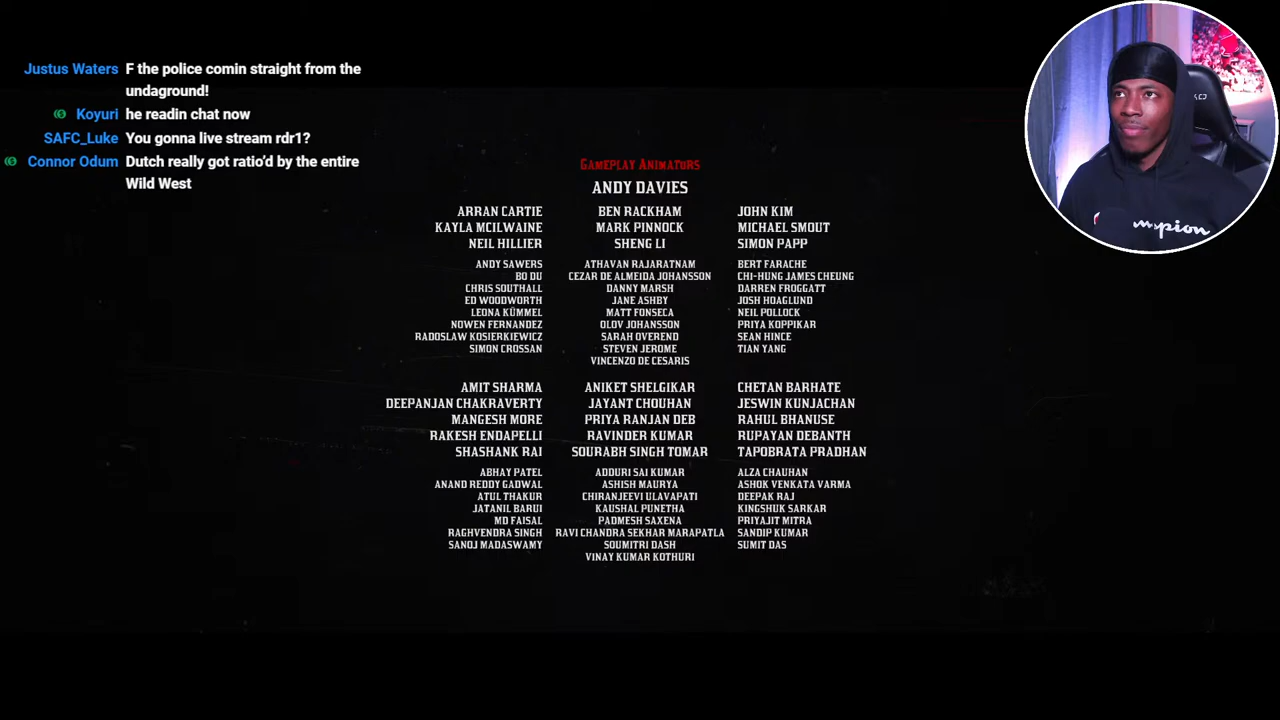 Justus Waters F the police comin straight from the
undaground!
Koyuri he readin chat now
SAFC_Luke You gonna live stream rdr1?
Connor Odum Dutch really got ratio'd by the entire
Wild West
Gameplay Animators
ANDY DAVIES
ARRAN CARTIE BEN RACKHAM JOHN KIM
KAYLA MCILWAINE MARK PINNOCK MICHAEL SMOUT
NEIL HILLIER SHENG LI SIMON PAPP
ANDY SAWERS ATHAVAN RAJARATNAM BERT FARACHE
BO DU CEZAR DE ALMEIDA JOHANSSON CHI-HUNG JAMES CHEUNG
CHRIS SOUTHALL DANNY MARSH DARREN FROGGATT
ED WOODWORTH JANE ASHBY JOSH HOAGLUND
LEONA KÜMMEL MATT FONSECA NEIL POLLOCK
NOWEN FERNANDEZ OLOV JOHANSSON PRIYA KOPPIKAR
RADOSLAW KOSIERKIEWICZ SARAH OVEREND SEAN HINCE
SIMON CROSSAN STEVEN JEROME TIAN YANG
VINCENZO DE CESARIS
AMIT SHARMA ANIKET SHELGIKAR CHETAN BARHATE
DEEPANJAN CHAKRAVERTY JAYANT CHOUHAN JESWIN KUNJACHAN
MANGESH MORE PRIYA RANJAN DEB RAHUL BHANUSE
RAKESH ENDAPELLI RAVINDER KUMAR RUPAYAN DEBANTH
SHASHANK RAI SOURABH SINGH TOMAR TAPOBRATA PRADHAN
ABHAY PATEL ADDURI SAI KUMAR ALZA CHAUHAN
ANAND REDDY GADWAL ASHISH MAURYA ASHOK VENKATA VARMA
ATUL THAKUR CHIRANJEEVI ULAVAPATI DEEPAK RAJ
JATANIL BARUI KAUSHAL PUNETHA KINGSHUK SARKAR
MD FAISAL PADMESH SAXENA PRIYAJIT MITRA
RAGHVENDRA SINGH RAVI CHANDRA SEKHAR MARAPATLA SANDIP KUMAR
SANOJ MADASWAMY SOUMITRI DASH SUMIT DAS
VINAY KUMAR KOTHURI